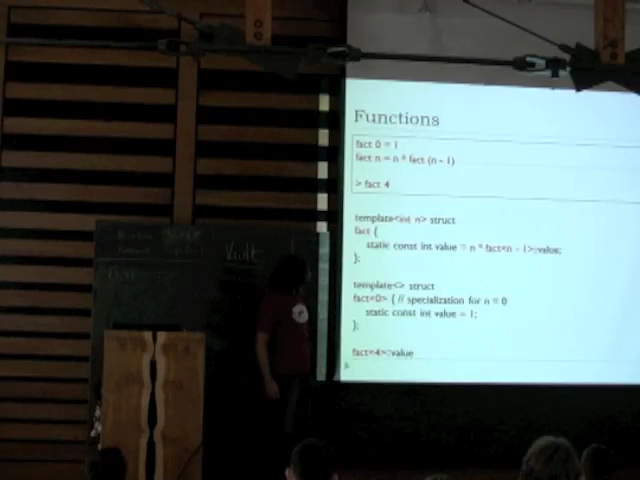 Functions
fact 0 = 1
fact n = n * fact (n - 1)
> fact 4
template<int n> struct
fact {
static const int value = n * fact<n - 1>::value;
};
template<> struct
fact<0> { // specialization for n = 0
static const int value = 1;
};
fact<4>::value
Vault